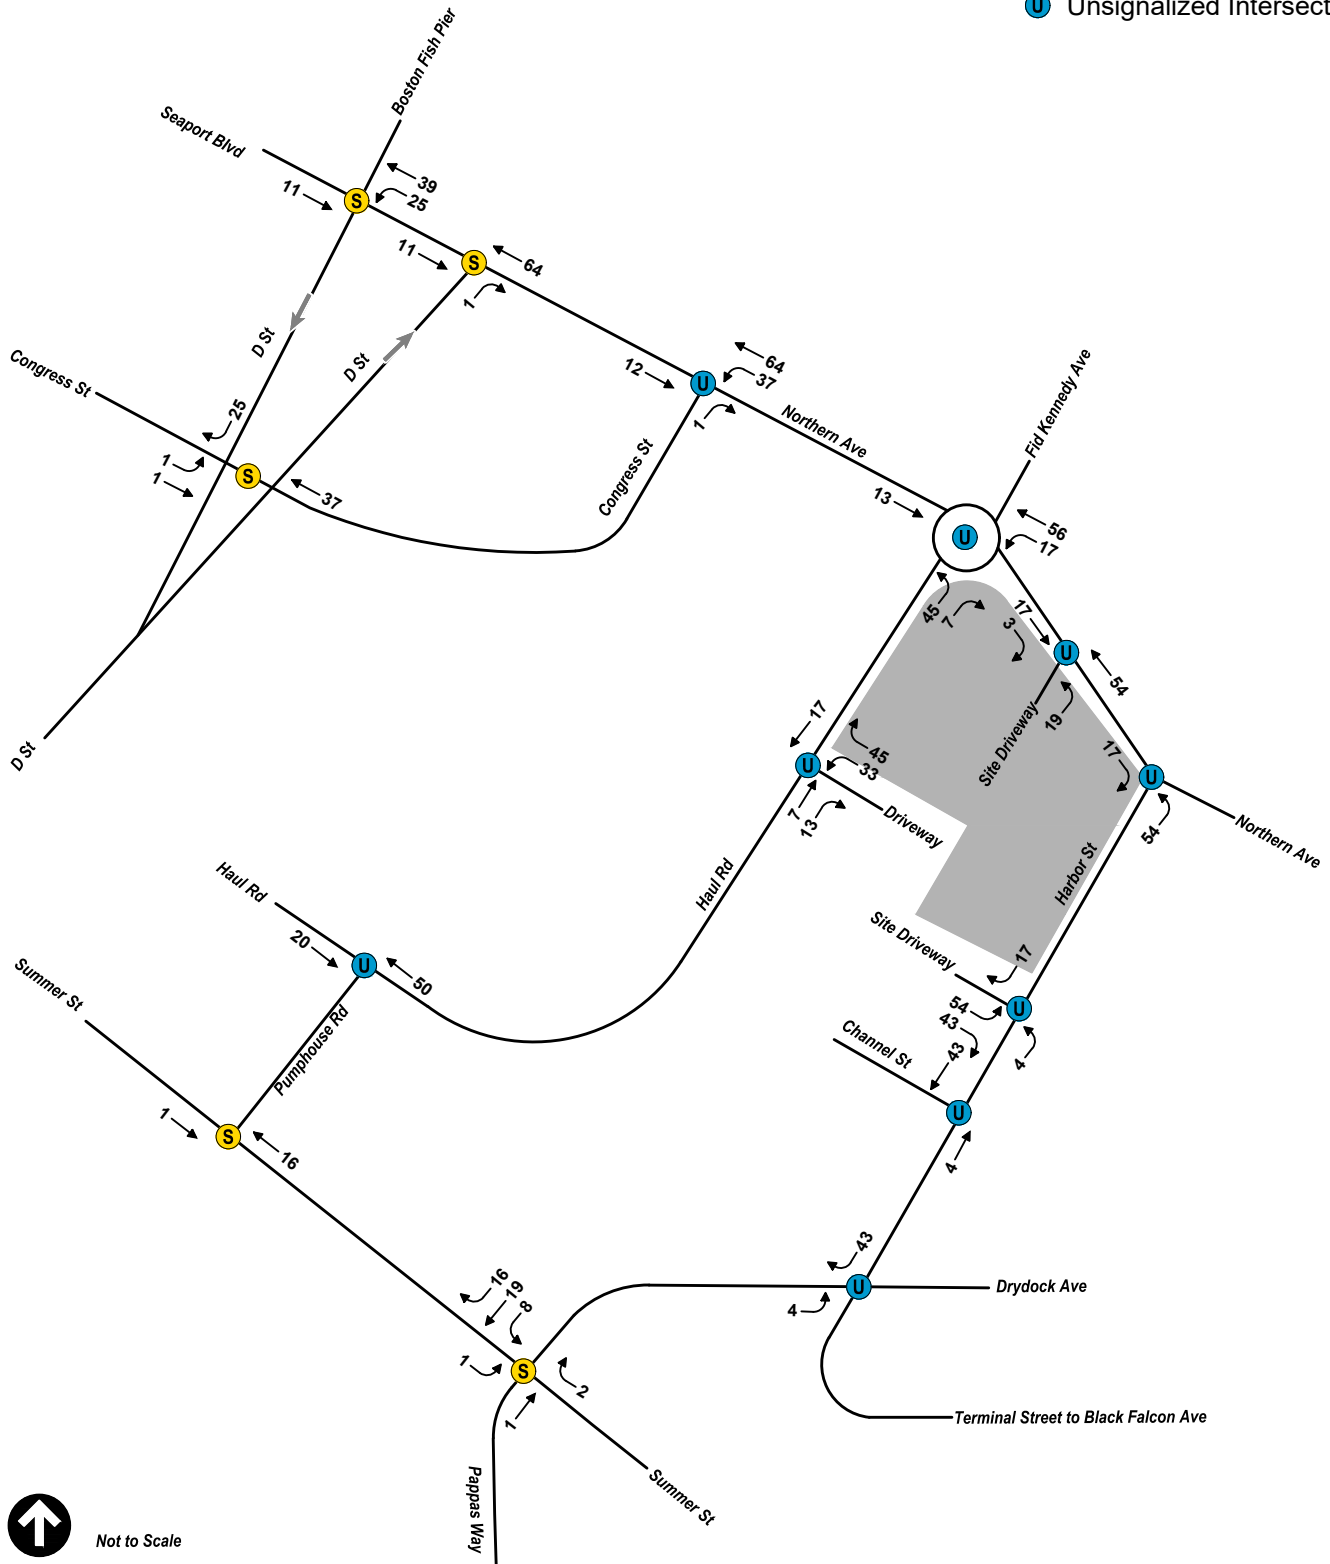 U Unsignalized Intersect
Boston Fish Pier
Seaport Blvd
39
25
11
S
11
S
64
1
D St
D St
Congress St
12
U
64
37
1
Northern Ave
Fid Kennedy Ave
25
1
1
S
37
Congress St
13
U
56
17
45
7
3
17
U
54
19
Site Driveway
17
U
54
Northern Ave
D St
17
45
33
U
7
13
Driveway
Haul Rd
Harbor St
Haul Rd
20
U
50
Site Driveway
17
54
U
4
43
Channel St
43
U
4
Summer St
Pumphouse Rd
1
S
16
43
4
U
Drydock Ave
16
19
8
1
S
2
1
Terminal Street to Black Falcon Ave
Summer St
Pappas Way
Not to Scale